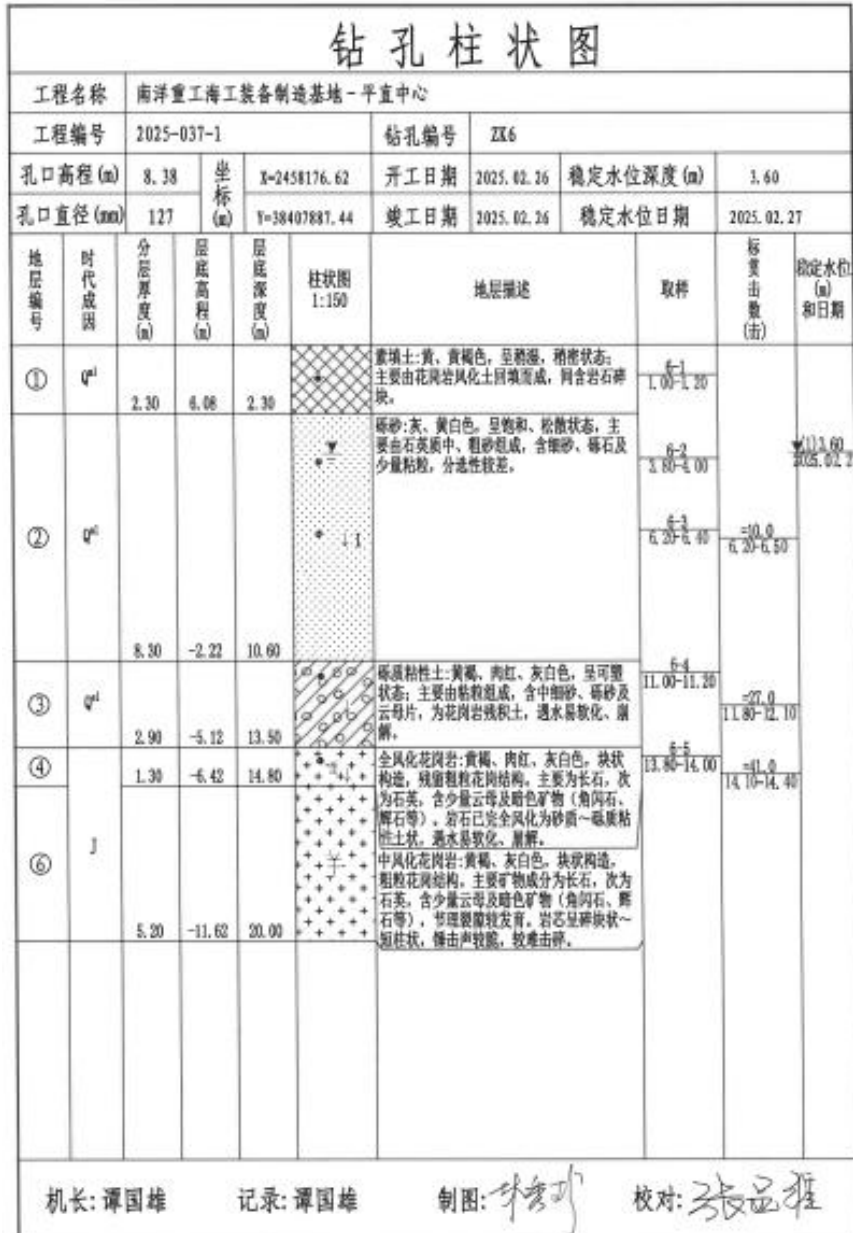 钻孔柱状图
工程名称 南洋重工海工装备制造基地-平直中心
工程编号 2025-037-1 钻孔编号 ZK6
孔口高程(m) 8.38 坐标(m) X=2458176.62 开工日期 2025.02.26 稳定水位深度(m) 3.60
孔口直径(mm) 127 Y=38407887.44 竣工日期 2025.02.26 稳定水位日期 2025.02.27
地层编号 时代成因 分层厚度(m) 层底高程(m) 层底深度(m) 柱状图 1:150 地层描述 取样 标贯击数(击) 稳定水位(m)和日期
① 2.30 6.08 2.30
素填土:黄、黄褐色,呈稍湿,稍密状态;
主要由花岗岩风化土回填而成,间含岩石碎
块。
6-1
1.00-1.20
② 8.30 -2.22 10.60
砾砂:灰、黄白色,呈饱和、松散状态,主
要由石英质中、粗砂组成,含细砂、砾石及
少量粘粒,分选性较差。
6-2
3.80-4.00
6-3
6.20-6.40
=10.0
6.20-6.50
(1)3.60
2025.02.2
③ 2.90 -5.12 13.50
砾质粘性土:黄褐、肉红、灰白色,呈可塑
状态;主要由粘粒组成,含中细砂、砾砂及
云母片,为花岗岩残积土,遇水易软化、崩
解。
6-4
11.00-11.20
=27.0
11.80-12.10
④ 1.30 -6.42 14.80
全风化花岗岩:黄褐、肉红、灰白色,块状
构造,残留粗粒花岗结构。主要为长石,次
为石英,含少量云母及暗色矿物(角闪石、
辉石等)。岩石已完全风化为砂质~砾质粘
性土状,遇水易软化、崩解。
6-5
13.80-14.00
=41.0
14.10-14.40
⑥ J 5.20 -11.62 20.00
中风化花岗岩:黄褐、灰白色,块状构造,
粗粒花岗结构。主要矿物成分为长石,次为
石英,含少量云母及暗色矿物(角闪石、辉
石等),节理裂隙较发育。岩芯呈碎块状~
短柱状,锤击声较脆,较难击碎。
机长:谭国雄 记录:谭国雄 制图: 校对: